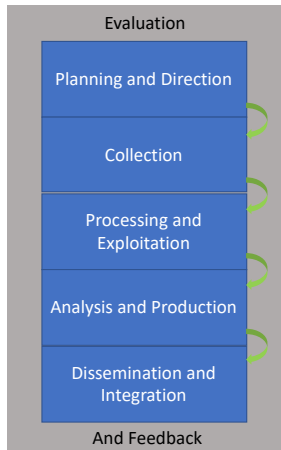 Evaluation
Planning and Direction
Collection
Processing and
Exploitation
Analysis and Production
Dissemination and
Integration
And Feedback